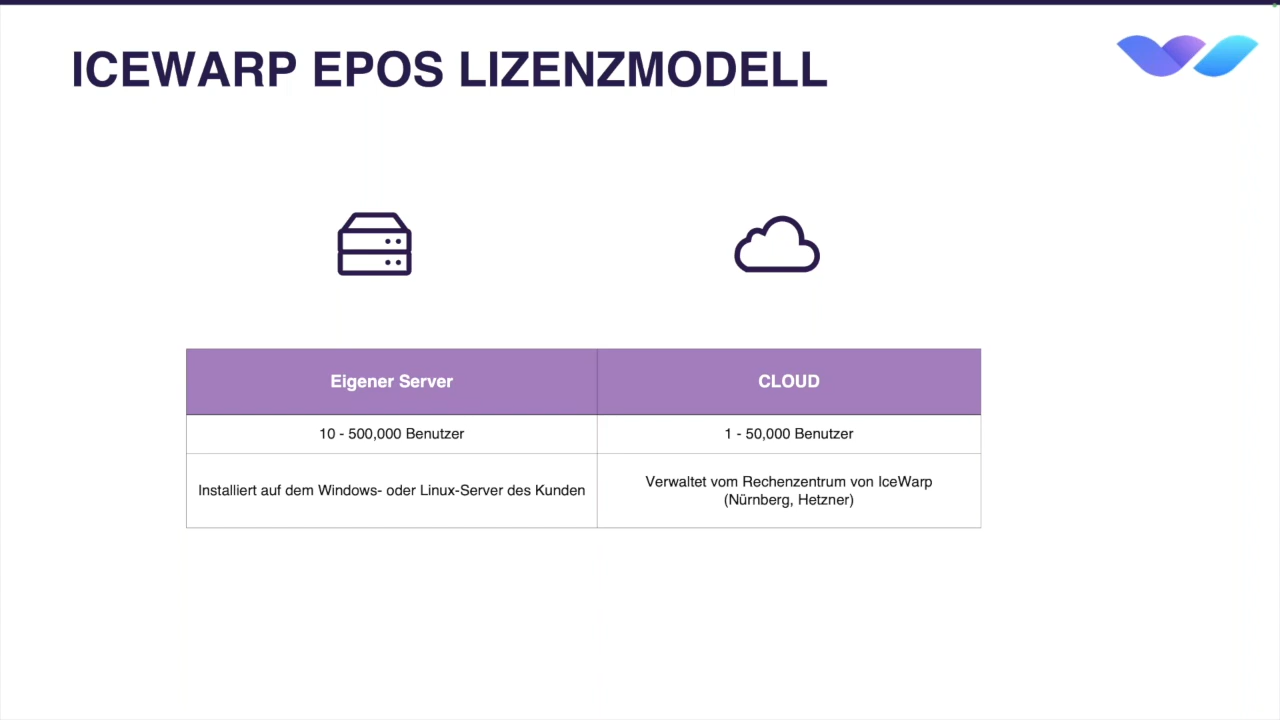 ICEWARP EPOS LIZENZMODELL
Eigener Server
CLOUD
10 - 500,000 Benutzer
1 - 50,000 Benutzer
Installiert auf dem Windows- oder Linux-Server des Kunden
Verwaltet vom Rechenzentrum von IceWarp
(Nürnberg, Hetzner)